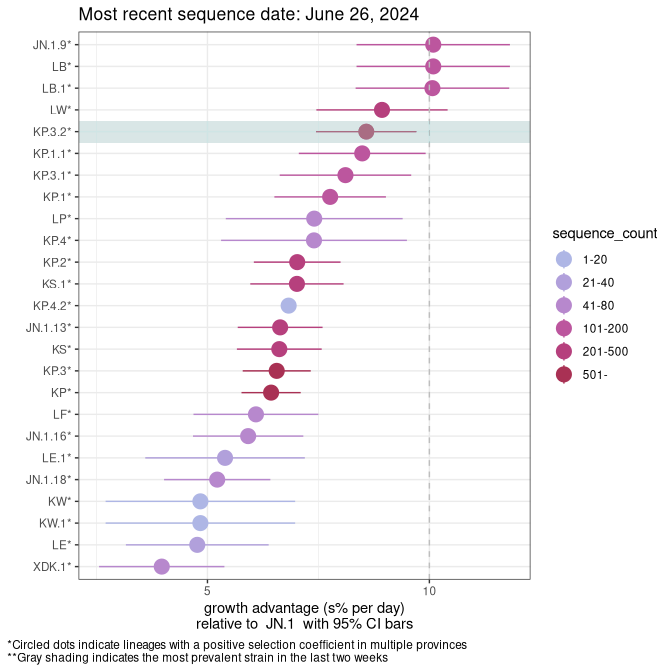 Most recent sequence date: June 26, 2024
JN.1.9*
LB*
LB.1*
LW*
KP.3.2*
KP.1.1*
KP.3.1*
KP.1*
LP*
KP.4*
KP.2*
KS.1*
KP.4.2*
JN.1.13*
KS*
KP.3*
KP*
LF*
JN.1.16*
LE.1*
JN.1.18*
KW*
KW.1*
LE*
XDK.1*
5
10
growth advantage (s% per day)
relative to JN.1 with 95% CI bars
sequence_count
1-20
21-40
41-80
101-200
201-500
501-
*Circled dots indicate lineages with a positive selection coefficient in multiple provinces
**Gray shading indicates the most prevalent strain in the last two weeks